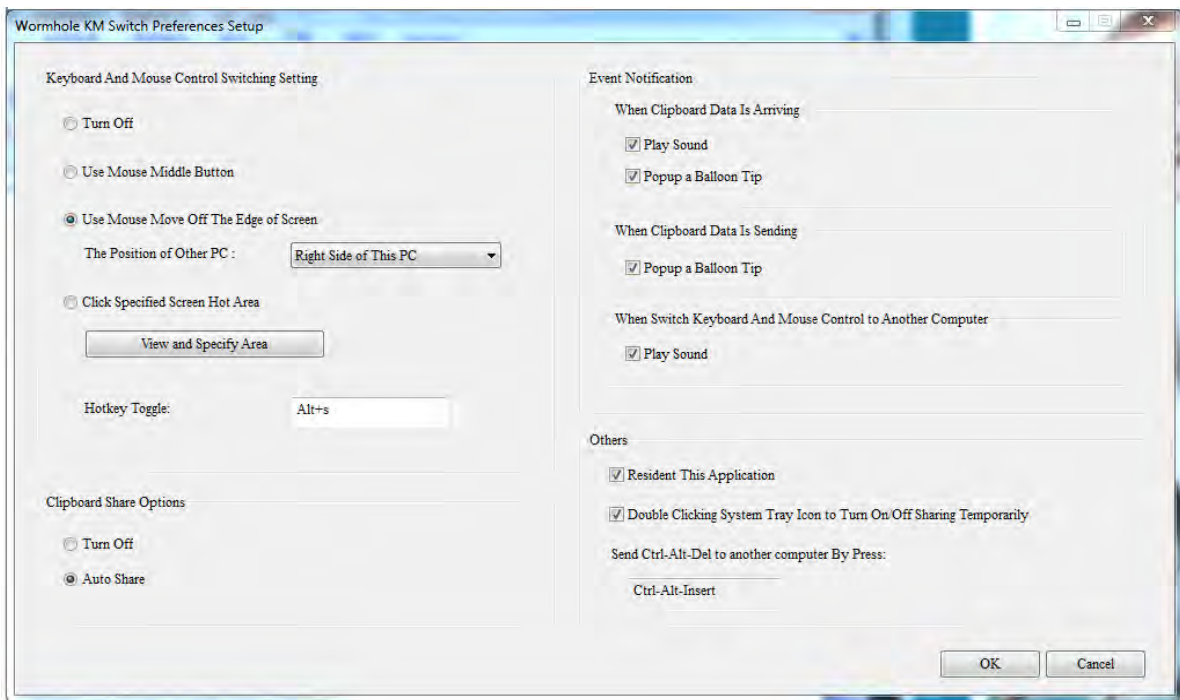 Wormhole KM Switch Preferences Setup
Keyboard And Mouse Control Switching Setting
Turn Off
Use Mouse Middle Button
Use Mouse Move Off The Edge of Screen
The Position of Other PC :
Right Side of This PC
Click Specified Screen Hot Area
View and Specify Area
Hotkey Toggle:
Alt+s
Clipboard Share Options
Turn Off
Auto Share
Event Notification
When Clipboard Data Is Arriving
Play Sound
Popup a Balloon Tip
When Clipboard Data Is Sending
Popup a Balloon Tip
When Switch Keyboard And Mouse Control to Another Computer
Play Sound
Others
Resident This Application
Double Clicking System Tray Icon to Turn On/Off Sharing Temporarily
Send Ctrl-Alt-Del to another computer By Press:
Ctrl-Alt-Insert
OK
Cancel